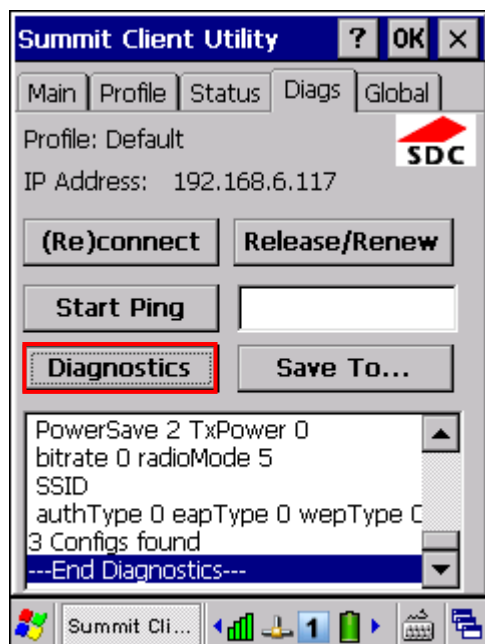 Summit Client Utility ? OK ×
Main Profile Status Diags Global
Profile: Default
SDC
IP Address: 192.168.6.117
(Re)connect Release/Renew
Start Ping
Diagnostics Save To...
PowerSave 2 TxPower 0
bitrate 0 radioMode 5
SSID
authType 0 eapType 0 wepType
3 Configs found
---End Diagnostics---
Summit Cli... 1